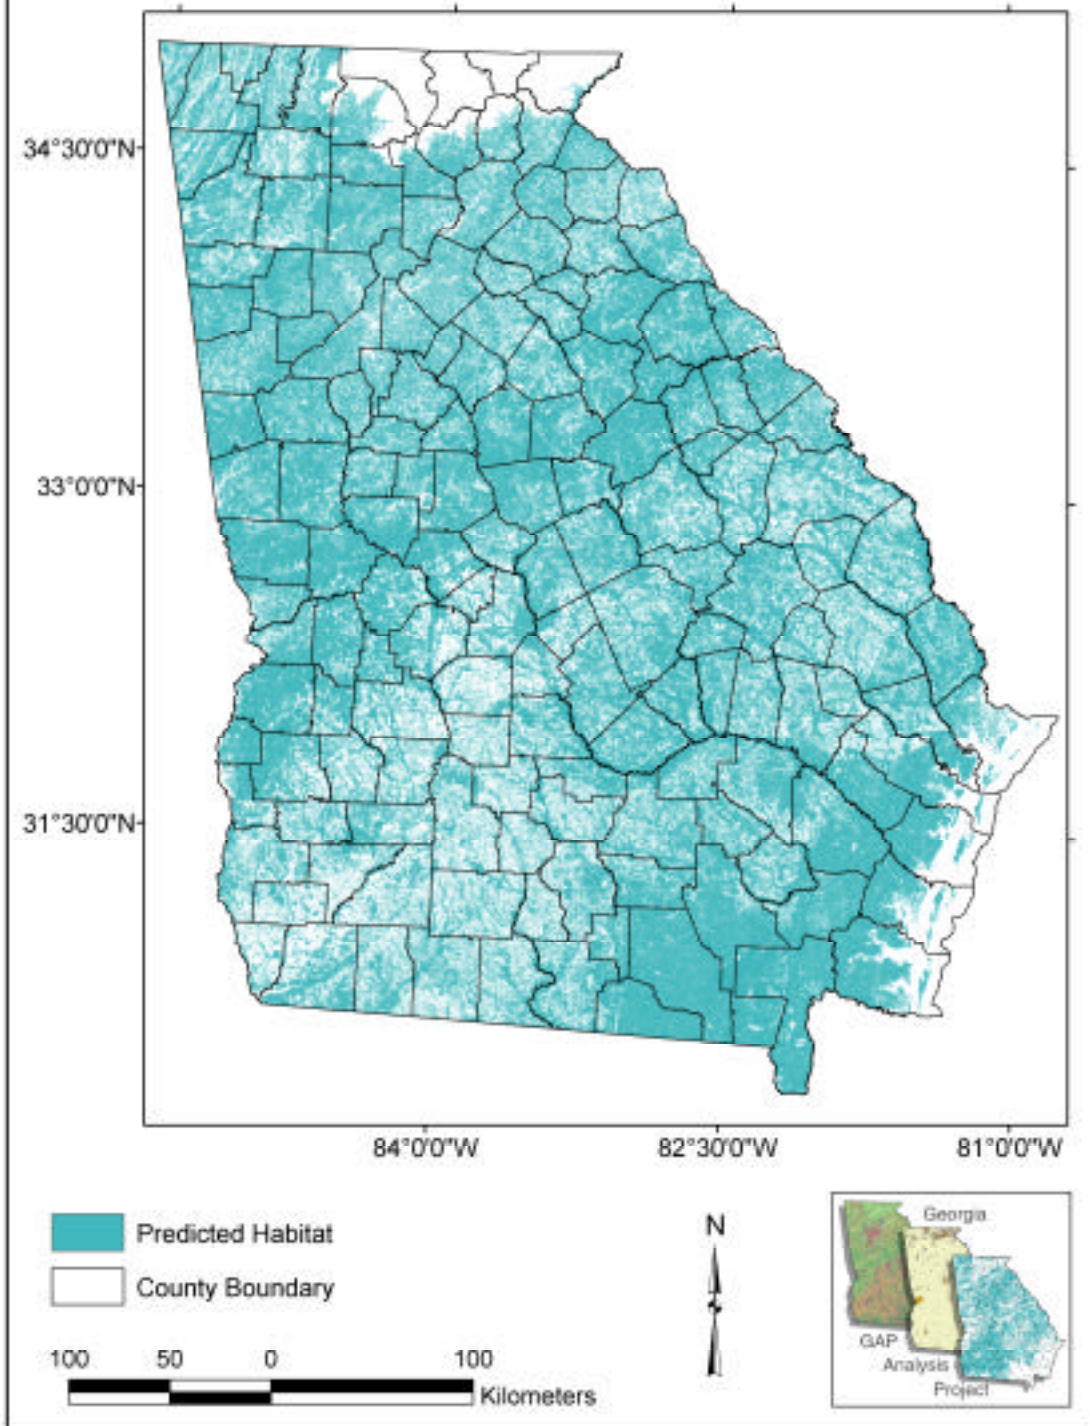 34°30'0"N
33°0'0"N
31°30'0"N
84°0'0"W 82°30'0"W 81°0'0"W
Predicted Habitat
County Boundary
100 50 0 100
Kilometers
N
Georgia
GAP
Analysis
Project